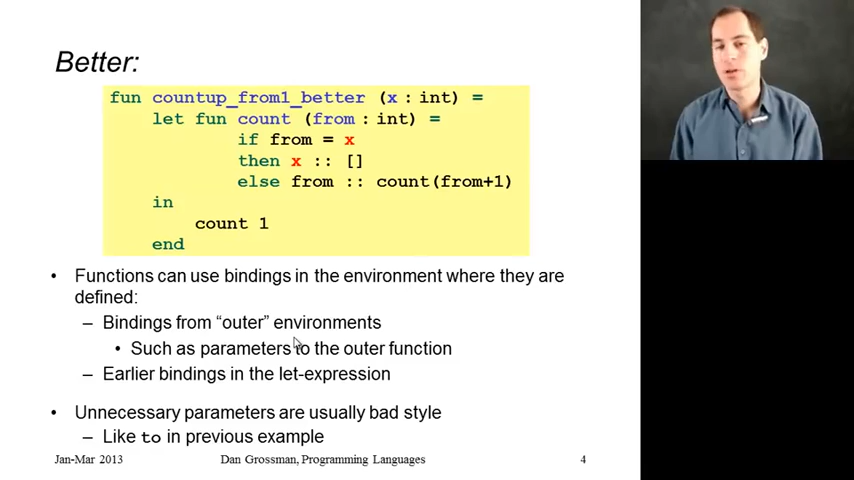 Better:
fun countup_from1_better (x : int) =
let fun count (from : int) =
if from = x
then x :: []
else from :: count(from+1)
in
count 1
end
• Functions can use bindings in the environment where they are
defined:
– Bindings from “outer” environments
• Such as parameters to the outer function
– Earlier bindings in the let-expression
• Unnecessary parameters are usually bad style
– Like to in previous example
Jan-Mar 2013 Dan Grossman, Programming Languages 4